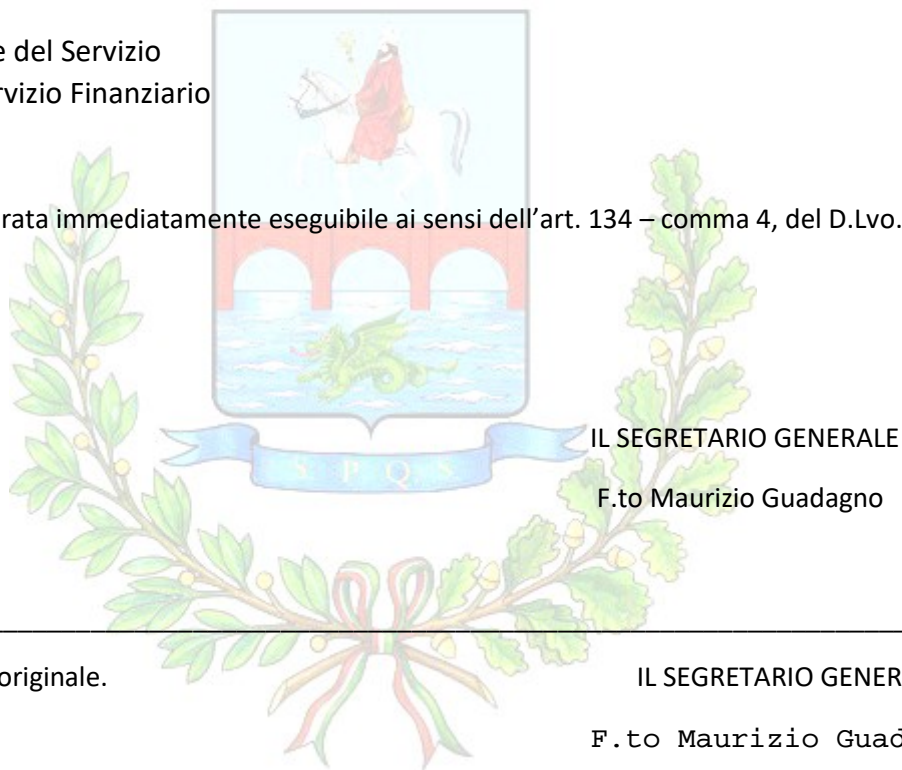 e del Servizio
rvizio Finanziario
rata immediatamente eseguibile ai sensi dell’art. 134 – comma 4, del D.Lvo.
IL SEGRETARIO GENERALE
S P Q S
F.to Maurizio Guadagno
originale. IL SEGRETARIO GENER
F.to Maurizio Guad